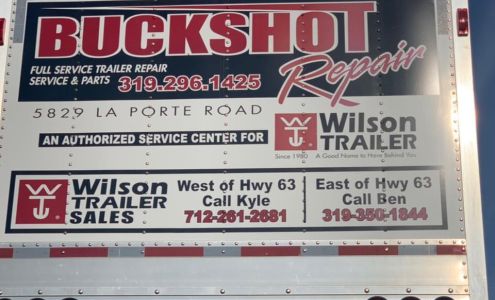 BUCKSHOT
Repair
FULL SERVICE TRAILER REPAIR
SERVICE & PARTS 319.296.1425
5829 LA PORTE ROAD
AN AUTHORIZED SERVICE CENTER FOR
WTJ Wilson
TRAILER
Since 1980 A Good Name to Have Behind You
WTJ Wilson
TRAILER
SALES
West of Hwy 63
Call Kyle
712-261-2681
East of Hwy 63
Call Ben
319-350-1844